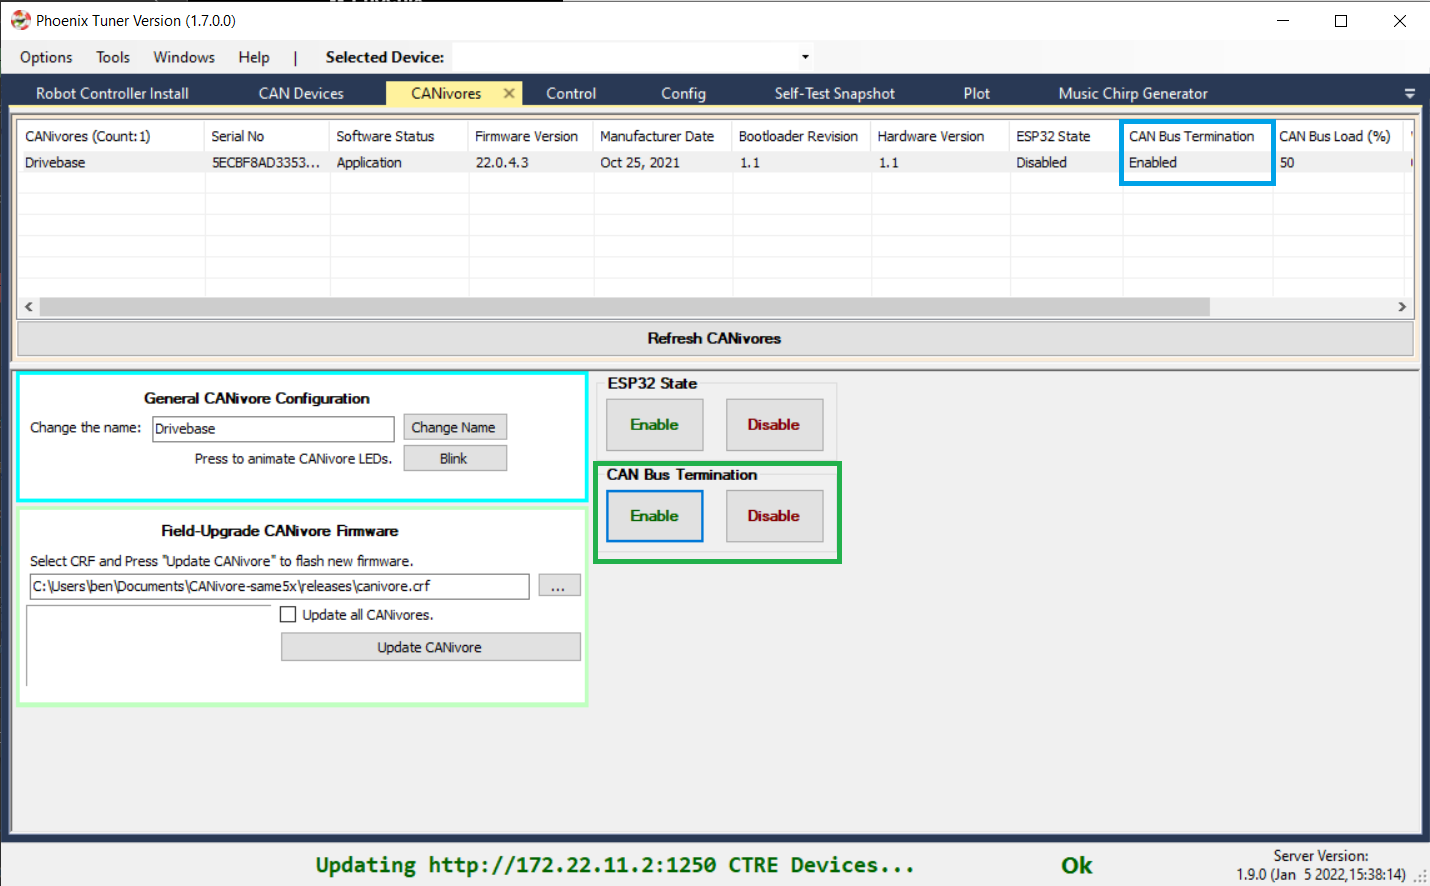 Phoenix Tuner Version (1.7.0.0)
Options Tools Windows Help | Selected Device:
Robot Controller Install CAN Devices CANivores Control Config Self-Test Snapshot Plot Music Chirp Generator
CANivores (Count:1) Serial No Software Status Firmware Version Manufacturer Date Bootloader Revision Hardware Version ESP32 State CAN Bus Termination CAN Bus Load (%)
Drivebase 5ECBF8AD3353... Application 22.0.4.3 Oct 25, 2021 1.1 1.1 Disabled Enabled 50
Refresh CANivores
General CANivore Configuration
Change the name: Drivebase Change Name
Press to animate CANivore LEDs. Blink
ESP32 State
Enable Disable
CAN Bus Termination
Enable Disable
Field-Upgrade CANivore Firmware
Select CRF and Press "Update CANivore" to flash new firmware.
C:\Users\ben\Documents\CANivore-same5x\releases\canivore.crf ...
Update all CANivores.
Update CANivore
Updating http://172.22.11.2:1250 CTRE Devices... Ok
Server Version:
1.9.0 (Jan 5 2022,15:38:14)